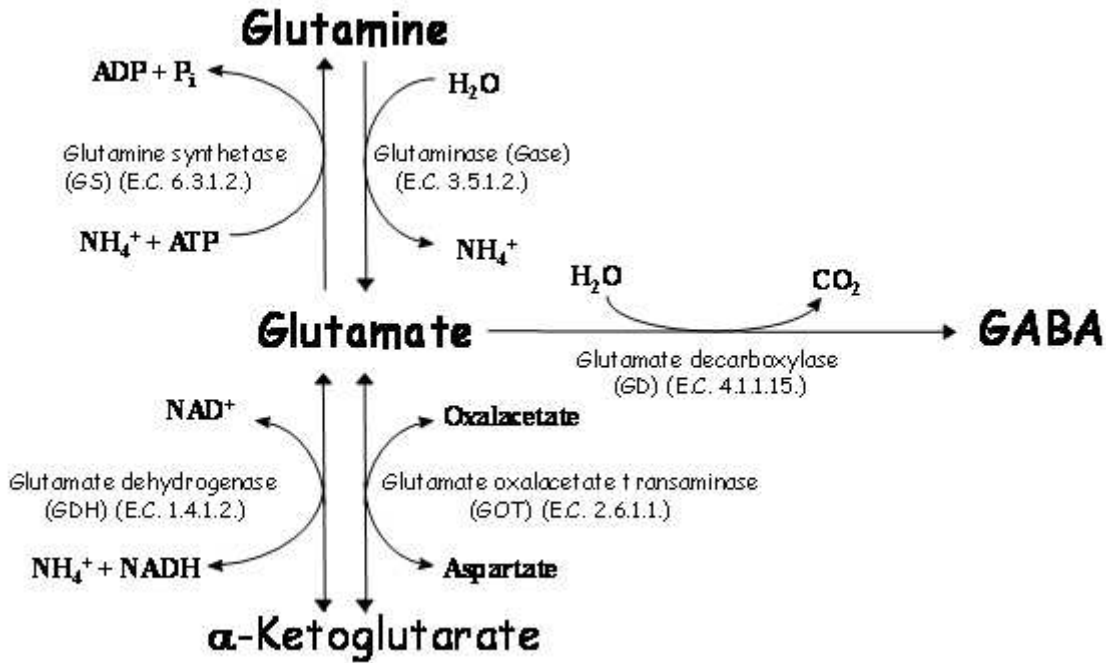 Glutamine
ADP + Pi
H₂O
Glutamine synthetase
(GS) (E.C. 6.3.1.2.)
Glutaminase (Gase)
(E.C. 3.5.1.2.)
NH₄⁺ + ATP
NH₄⁺
H₂O
CO₂
Glutamate
GABA
Glutamate decarboxylase
(GD) (E.C. 4.1.1.15.)
NAD⁺
Oxalacetate
Glutamate dehydrogenase
(GDH) (E.C. 1.4.1.2.)
Glutamate oxalacetate transaminase
(GOT) (E.C. 2.6.1.1.)
NH₄⁺ + NADH
Aspartate
α-Ketoglutarate